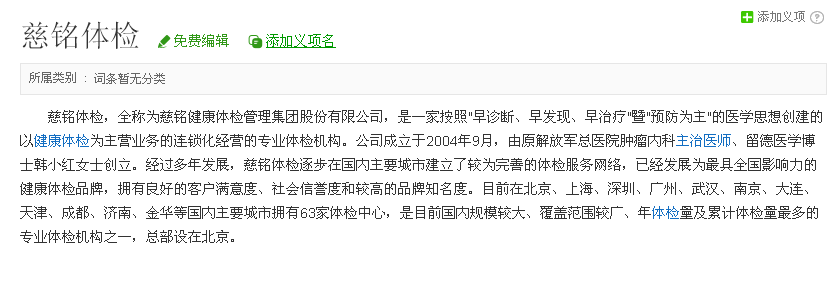 添加义项
慈铭体检 免费编辑 添加义项名
所属类别 : 词条暂无分类
慈铭体检，全称为慈铭健康体检管理集团股份有限公司，是一家按照"早诊断、早发现、早治疗"暨"预防为主"的医学思想创建的
以健康体检为主营业务的连锁化经营的专业体检机构。公司成立于2004年9月，由原解放军总医院肿瘤内科主治医师、留德医学博
士韩小红女士创立。经过多年发展，慈铭体检逐步在国内主要城市建立了较为完善的体检服务网络，已经发展为最具全国影响力的
健康体检品牌，拥有良好的客户满意度、社会信誉度和较高的品牌知名度。目前在北京、上海、深圳、广州、武汉、南京、大连、
天津、成都、济南、金华等国内主要城市拥有63家体检中心，是目前国内规模较大、覆盖范围较广、年体检量及累计体检量最多的
专业体检机构之一，总部设在北京。